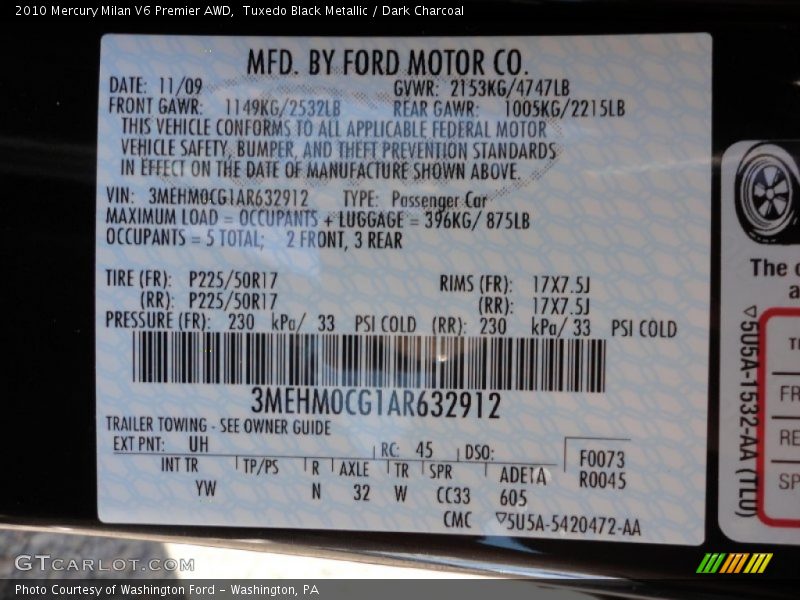 2010 Mercury Milan V6 Premier AWD, Tuxedo Black Metallic / Dark Charcoal
MFD. BY FORD MOTOR CO.
DATE: 11/09 GVWR: 2153KG/4747LB
FRONT GAWR: 1149KG/2532LB REAR GAWR: 1005KG/2215LB
THIS VEHICLE CONFORMS TO ALL APPLICABLE FEDERAL MOTOR
VEHICLE SAFETY, BUMPER, AND THEFT PREVENTION STANDARDS
IN EFFECT ON THE DATE OF MANUFACTURE SHOWN ABOVE.
VIN: 3MEHM0CG1AR632912 TYPE: Passenger Car
MAXIMUM LOAD = OCCUPANTS + LUGGAGE = 396KG/ 875LB
OCCUPANTS = 5 TOTAL; 2 FRONT, 3 REAR
TIRE (FR): P225/50R17 RIMS (FR): 17X7.5J
(RR): P225/50R17 (RR): 17X7.5J
PRESSURE (FR): 230 kPa/ 33 PSI COLD (RR): 230 kPa/ 33 PSI COLD
3MEHM0CG1AR632912
TRAILER TOWING - SEE OWNER GUIDE
EXT PNT: UH RC: 45 DSO: F0073
INT TR TP/PS R AXLE TR SPR ADETA R0045
YW N 32 W CC33 605
CMC ▽5U5A-5420472-AA
The
▽5U5A-1532-AA (TLU)
FR
RE
SP
GTCARLOT.COM
Photo Courtesy of Washington Ford - Washington, PA